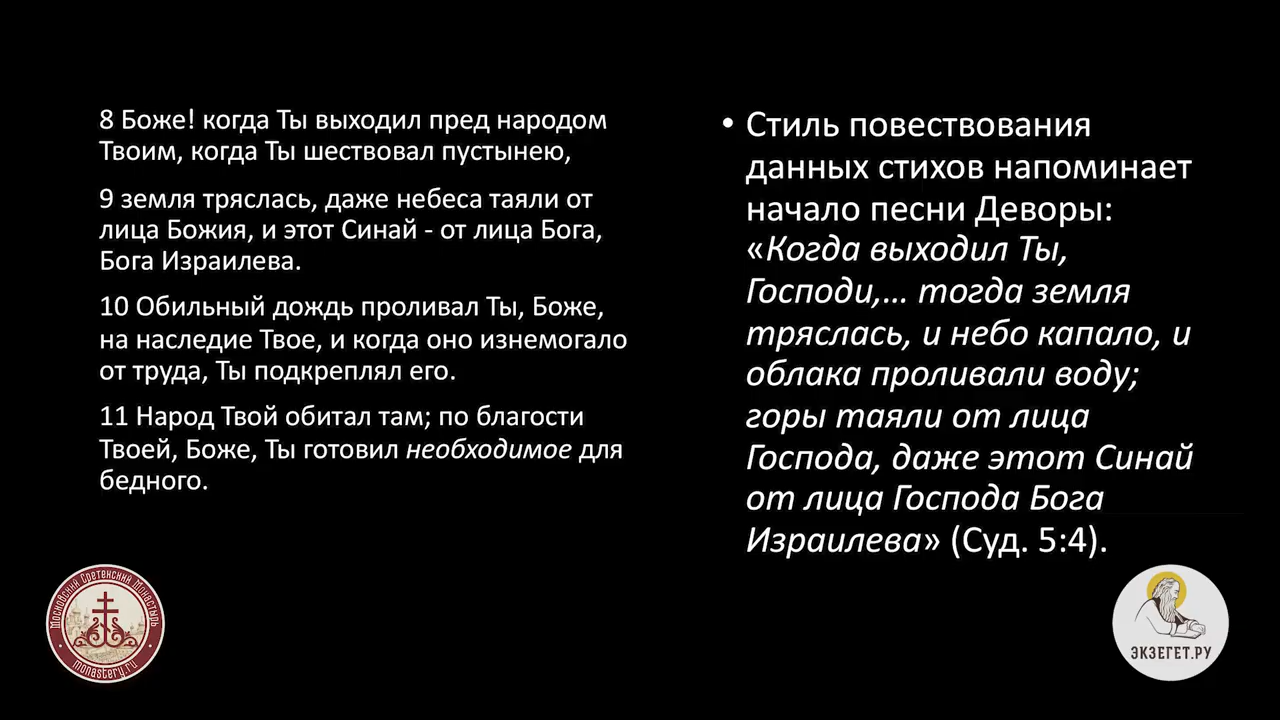 8 Боже! когда Ты выходил пред народом
Твоим, когда Ты шествовал пустынею,
9 земля тряслась, даже небеса таяли от
лица Божия, и этот Синай - от лица Бога,
Бога Израилева.
10 Обильный дождь проливал Ты, Боже,
на наследие Твое, и когда оно изнемогало
от труда, Ты подкреплял его.
11 Народ Твой обитал там; по благости
Твоей, Боже, Ты готовил необходимое для
бедного.
• Стиль повествования
данных стихов напоминает
начало песни Деворы:
«Когда выходил Ты,
Господи,... тогда земля
тряслась, и небо капало, и
облака проливали воду;
горы таяли от лица
Господа, даже этот Синай
от лица Господа Бога
Израилева» (Суд. 5:4).
Московский Сретенский Монастырь
monastery.ru
ЭКЗЕГЕТ.РУ